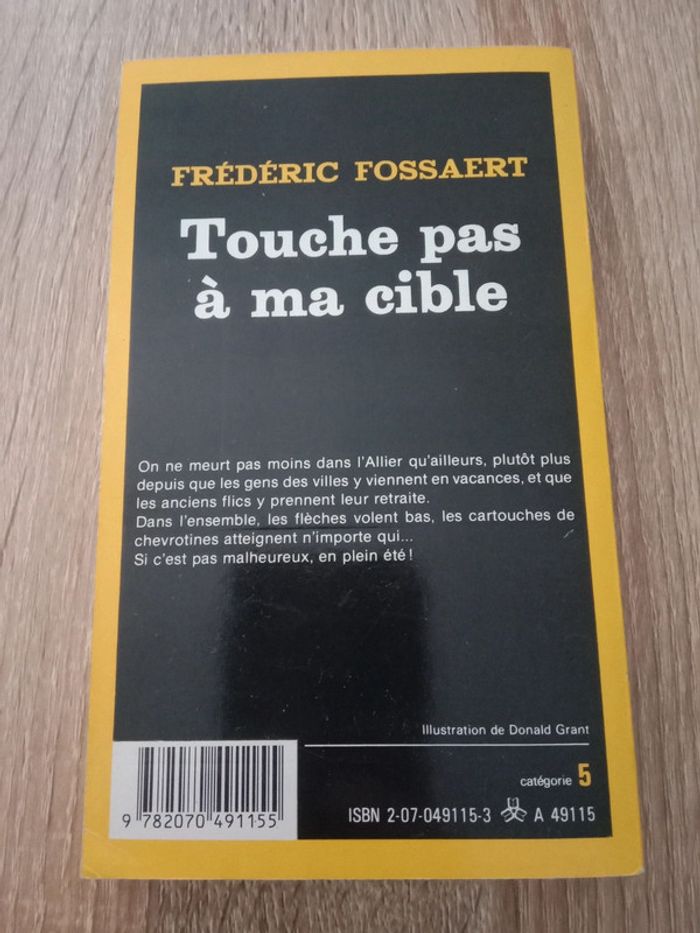 FRÉDÉRIC FOSSAERT
Touche pas
à ma cible
On ne meurt pas moins dans l'Allier qu'ailleurs, plutôt plus
depuis que les gens des villes y viennent en vacances, et que
les anciens flics y prennent leur retraite.
Dans l'ensemble, les flèches volent bas, les cartouches de
chevrotines atteignent n'importe qui...
Si c'est pas malheureux, en plein été !
Illustration de Donald Grant
catégorie 5
9 782070 491155
ISBN 2-07-049115-3 A 49115